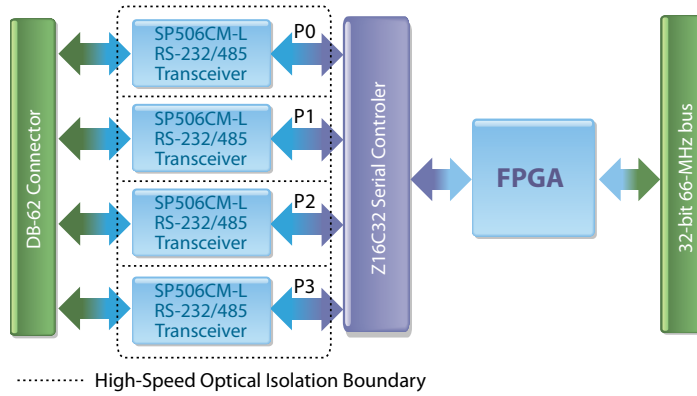 SP506CM-L
RS-232/485
Transceiver
P0
SP506CM-L
RS-232/485
Transceiver
P1
SP506CM-L
RS-232/485
Transceiver
P2
SP506CM-L
RS-232/485
Transceiver
P3
DB-62 Connector
Z16C32 Serial Controler
FPGA
32-bit 66-MHz bus
High-Speed Optical Isolation Boundary